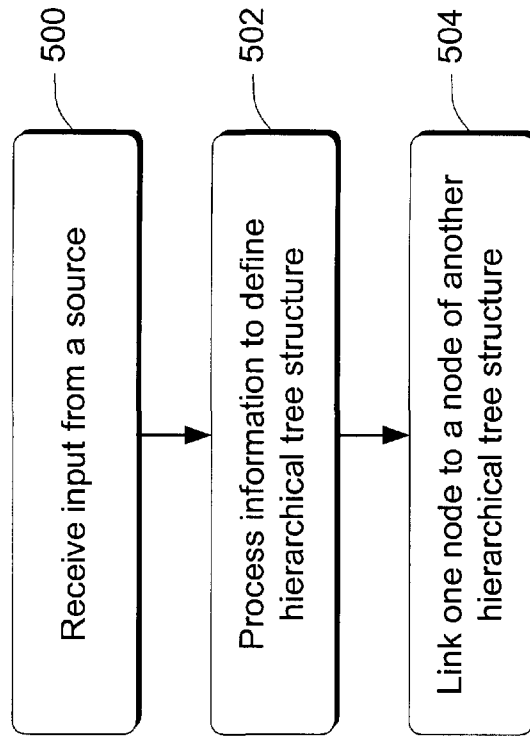 Receive input from a source
500
Process information to define
hierarchical tree structure
502
Link one node to a node of another
hierarchical tree structure
504